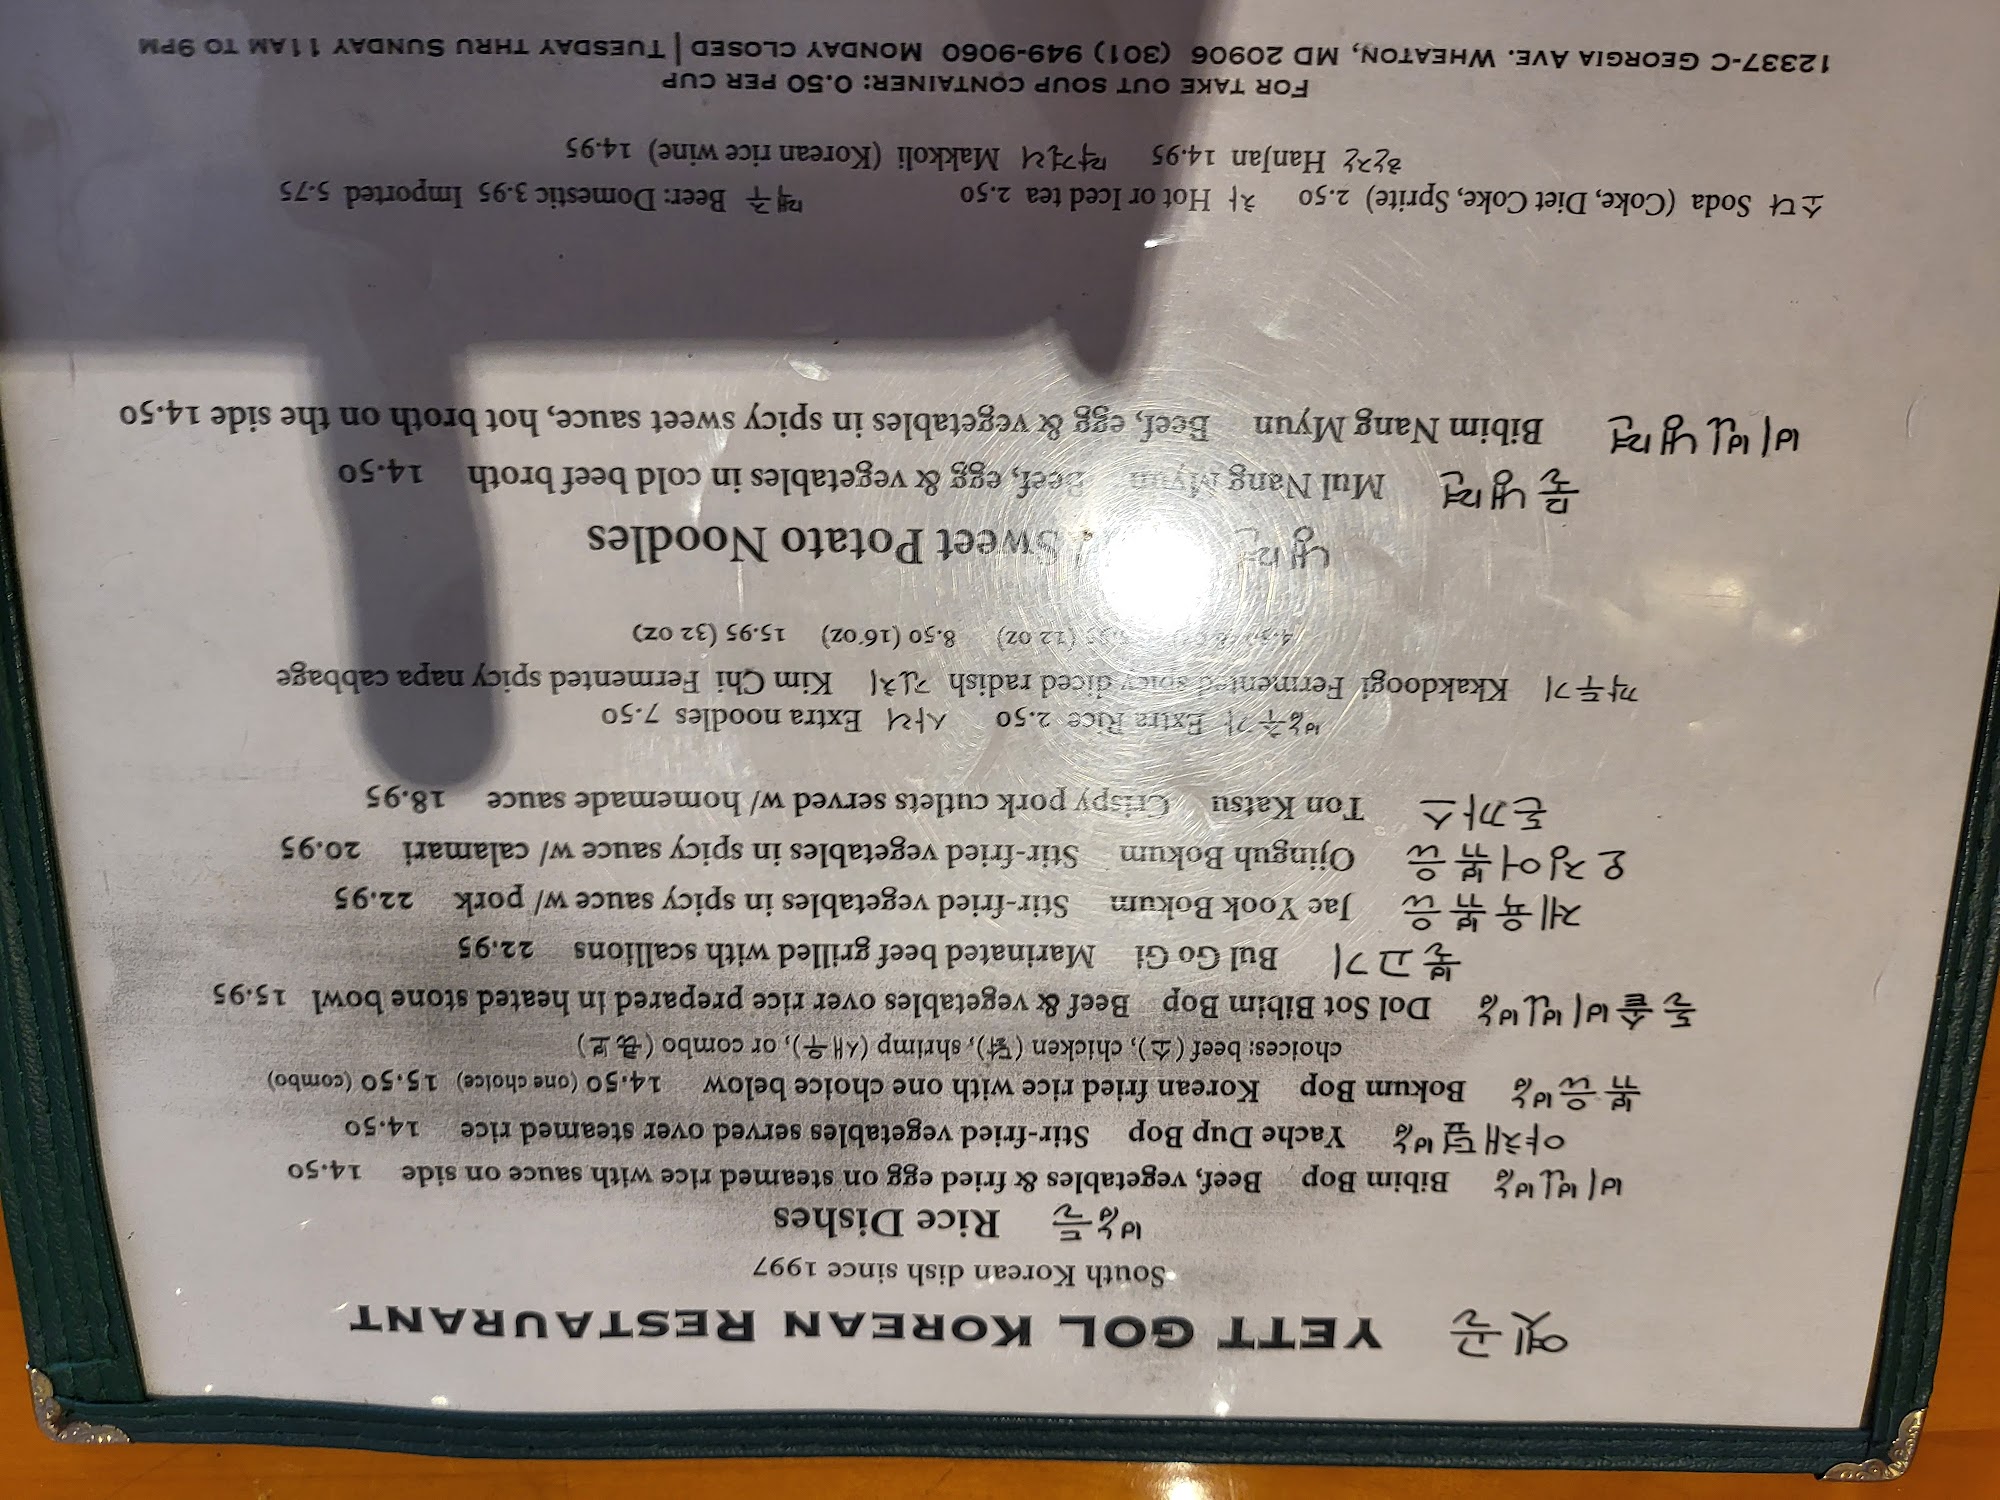 옛골 YETT GOL KOREAN RESTAURANT
South Korean dish since 1997
밥들 Rice Dishes
비빔밥 Bibim Bop Beef, vegetables & fried egg on steamed rice with sauce on side 14.50
야채덮밥 Yache Dup Bop Stir-fried vegetables served over steamed rice 14.50
볶음밥 Bokum Bop Korean fried rice with one choice below 14.50 (one choice) 15.50 (combo)
choices: beef (소), chicken (닭), shrimp (새우), or combo (콤보)
돌솥비빔밥 Dol Sot Bibim Bop Beef & vegetables over rice prepared in heated stone bowl 15.95
불고기 Bul Go Gi Marinated beef grilled with scallions 22.95
제육볶음 Jae Yook Bokum Stir-fried vegetables in spicy sauce w/ pork 22.95
오징어볶음 Ojinguh Bokum Stir-fried vegetables in spicy sauce w/ calamari 20.95
돈까스 Ton Katsu Crispy pork cutlets served w/ homemade sauce 18.95
밥추가 Extra Rice 2.50 사리 Extra noodles 7.50
깍두기 Kkakdoogi Fermented spicy diced radish 김치 Kim Chi Fermented spicy napa cabbage
(12 oz) 8.50 (16 oz) 15.95 (32 oz)
냉면 Sweet Potato Noodles
물냉면 Mul Nang Myun Beef, egg & vegetables in cold beef broth 14.50
비빔냉면 Bibim Nang Myun Beef, egg & vegetables in spicy sweet sauce, hot broth on the side 14.50
소다 Soda (Coke, Diet Coke, Sprite) 2.50 차 Hot or Iced tea 2.50 맥주 Beer: Domestic 3.95 Imported 5.75
한잔 HanJan 14.95 막걸리 Makkoli (Korean rice wine) 14.95
FOR TAKE OUT SOUP CONTAINER: 0.50 PER CUP
12337-C GEORGIA AVE. WHEATON, MD 20906 (301) 949-9060 MONDAY CLOSED | TUESDAY THRU SUNDAY 11AM TO 9PM